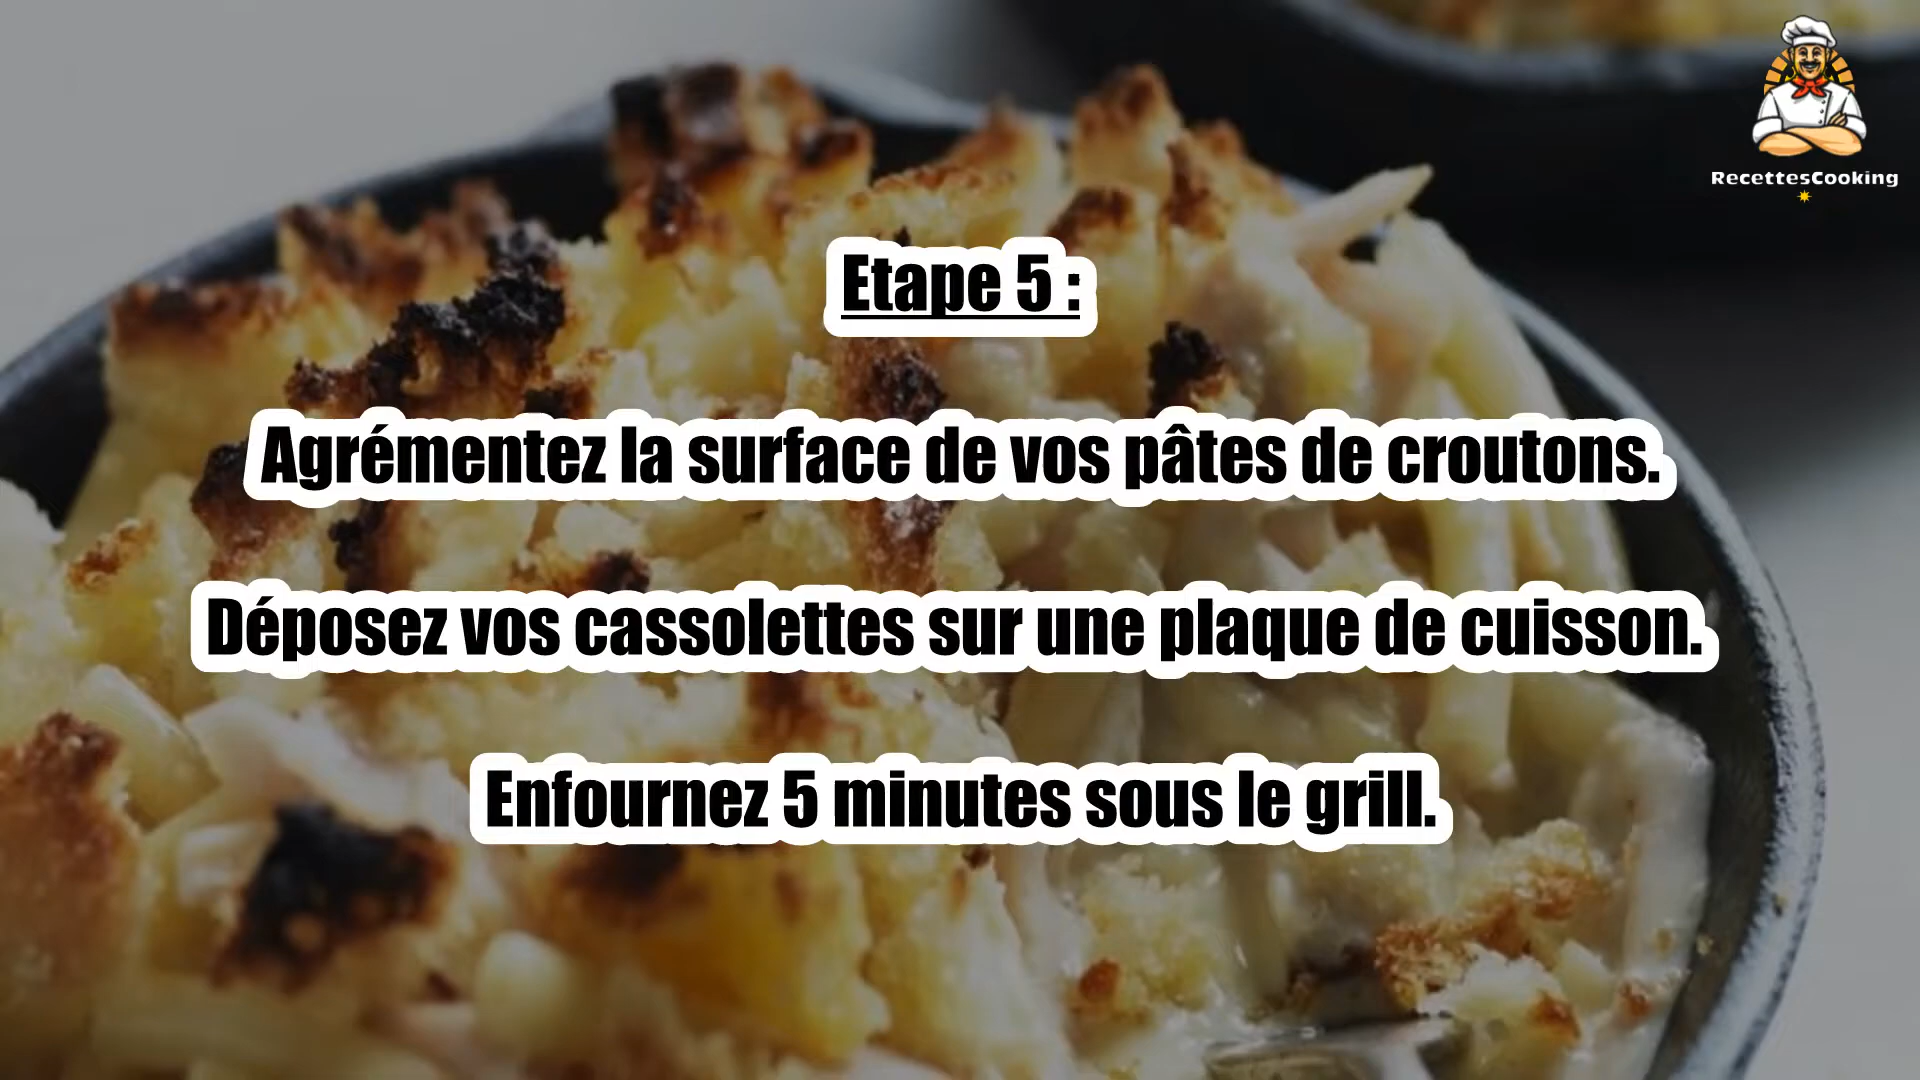 RecettesCooking
Etape 5 :
Agrémentez la surface de vos pâtes de croutons.
Déposez vos cassolettes sur une plaque de cuisson.
Enfournez 5 minutes sous le grill.